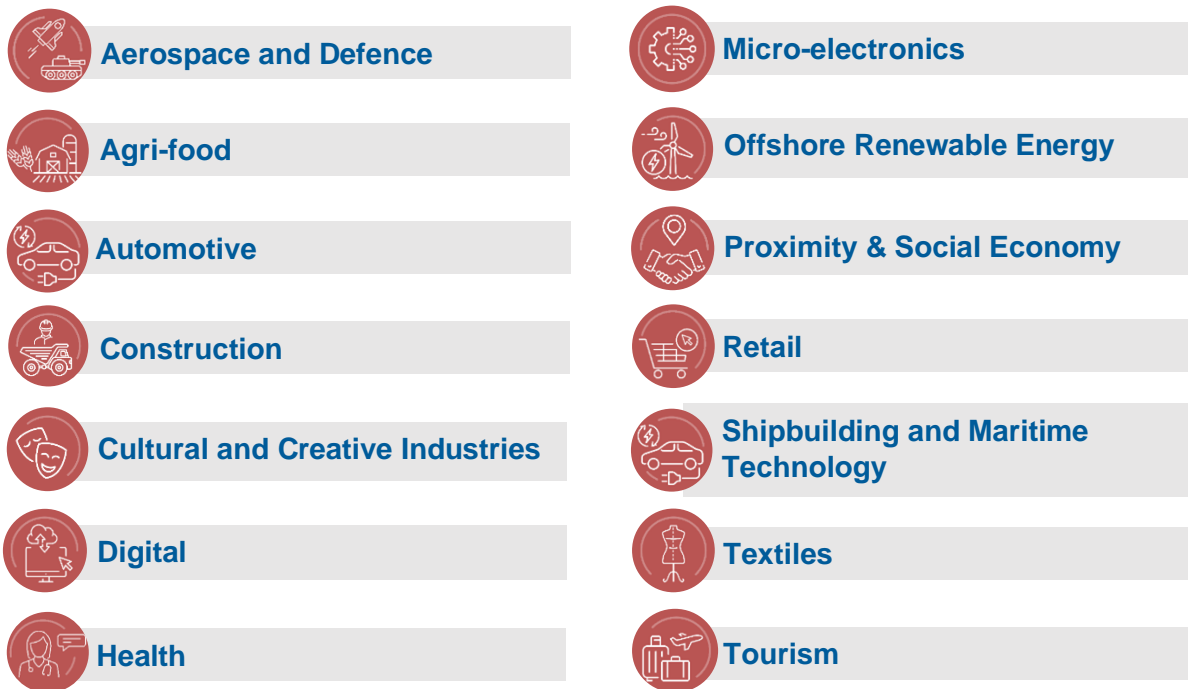 Aerospace and Defence
Agri-food
Automotive
Construction
Cultural and Creative Industries
Digital
Health
Micro-electronics
Offshore Renewable Energy
Proximity & Social Economy
Retail
Shipbuilding and Maritime
Technology
Textiles
Tourism